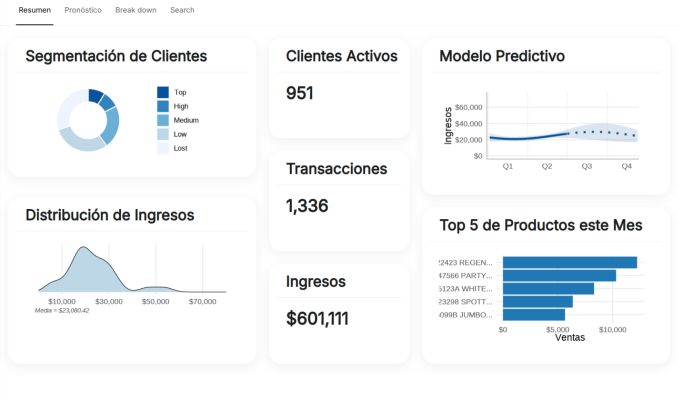 Resumen Pronóstico Break down Search
Segmentación de Clientes
Top
High
Medium
Low
Lost
Distribución de Ingresos
$10,000 $30,000 $50,000 $70,000
Media = $23,080.42
Clientes Activos
951
Transacciones
1,336
Ingresos
$601,111
Modelo Predictivo
Ingresos
$60,000
$40,000
$20,000
$0
Q1 Q2 Q3 Q4
Top 5 de Productos este Mes
22423 REGEN...
47566 PARTY...
5123A WHITE...
23298 SPOTT...
099B JUMBO...
$0 $5,000 $10,000
Ventas